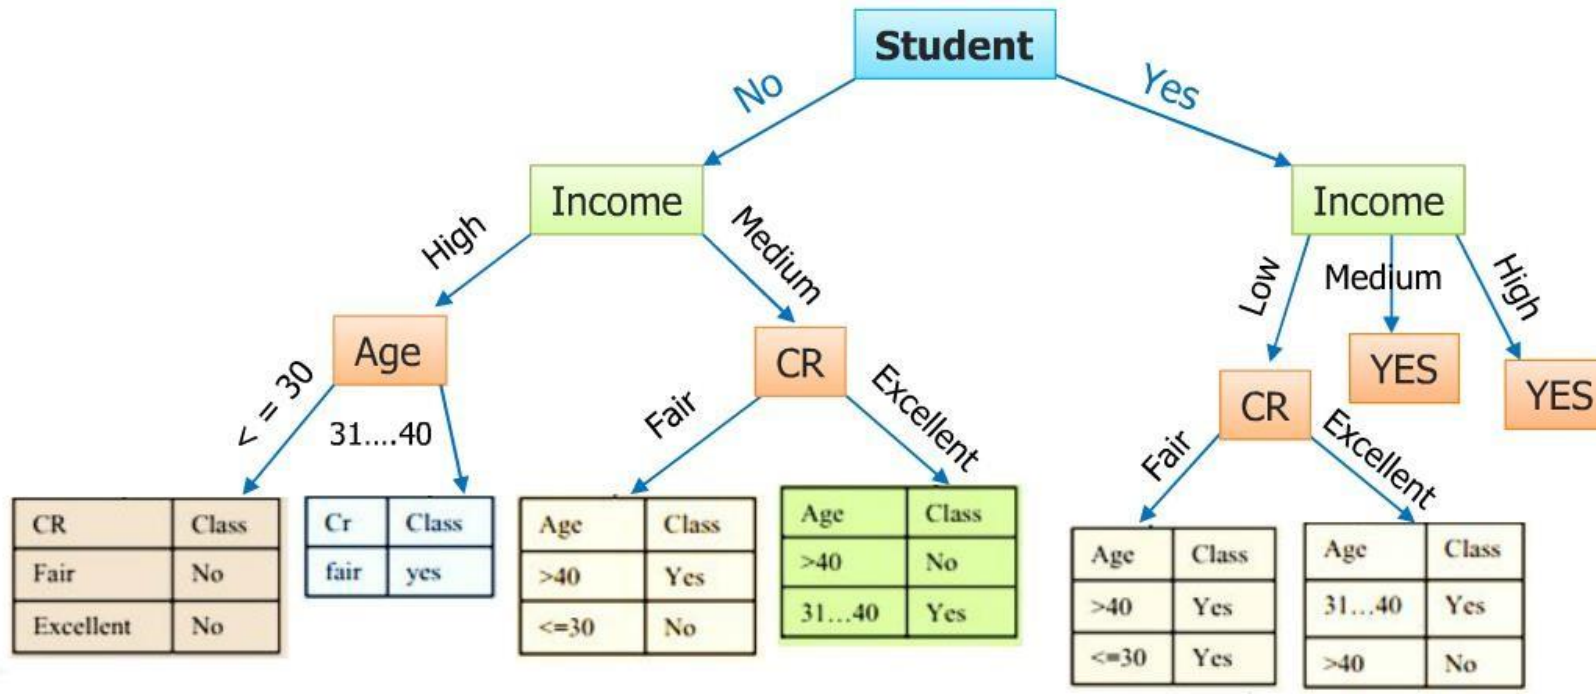 Student
No
Yes
Income
Income
High
Medium
Low
Medium
High
Age
CR
CR
YES
YES
< = 30
31....40
Fair
Excellent
Fair
Excellent
CR Class
Fair No
Excellent No
Cr Class
fair yes
Age Class
>40 Yes
<=30 No
Age Class
>40 No
31...40 Yes
Age Class
>40 Yes
<=30 Yes
Age Class
31...40 Yes
>40 No